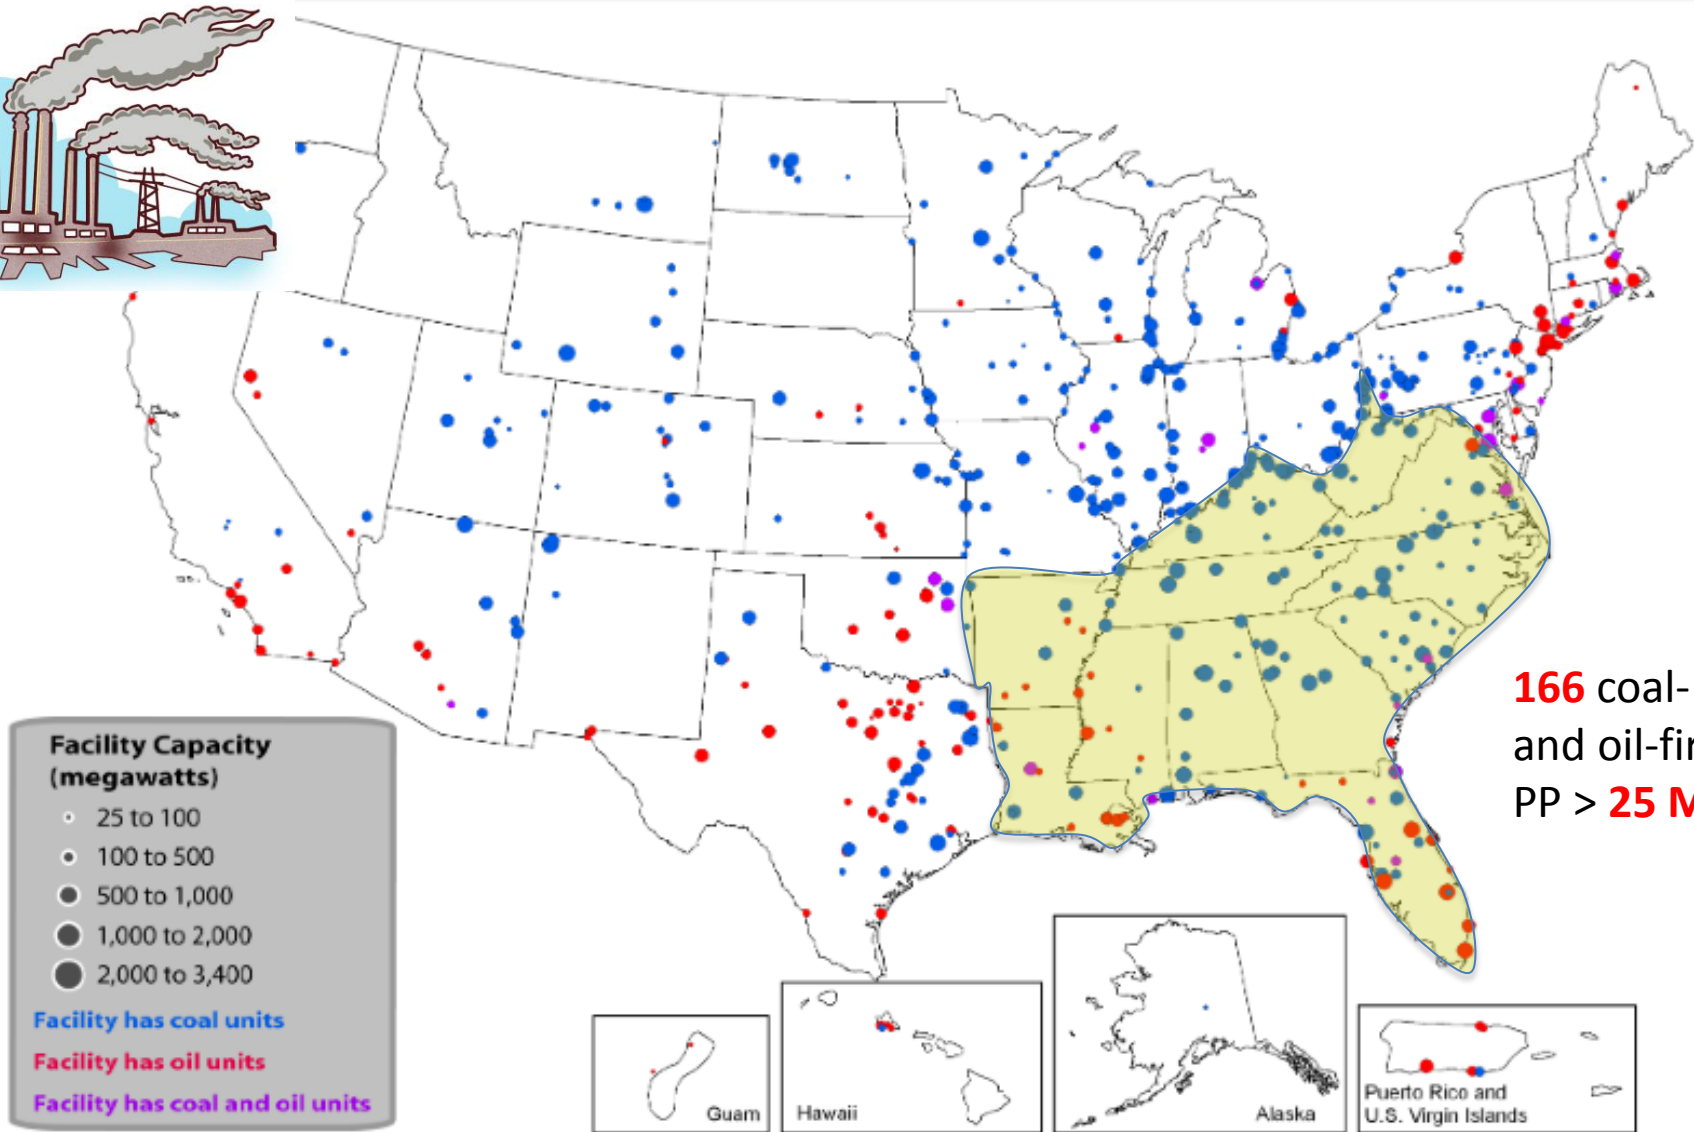 166 coal-
and oil-fir
PP > 25 M
Facility Capacity
(megawatts)
25 to 100
100 to 500
500 to 1,000
1,000 to 2,000
2,000 to 3,400
Facility has coal units
Facility has oil units
Facility has coal and oil units
Guam
Hawaii
Alaska
Puerto Rico and
U.S. Virgin Islands